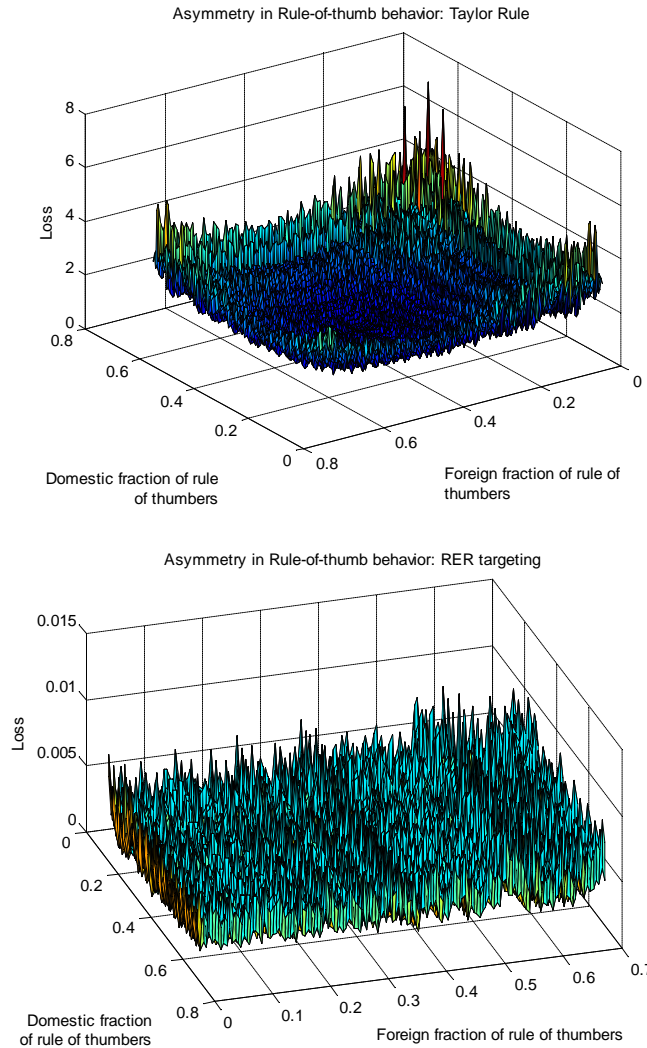 Asymmetry in Rule-of-thumb behavior: Taylor Rule
8
6
4
2
0
Loss
0.8
0.6
0.4
0.2
0
0.8
0.6
0.4
0.2
0
Domestic fraction of rule
of thumbers
Foreign fraction of rule of
thumbers
Asymmetry in Rule-of-thumb behavior: RER targeting
0.015
0.01
0.005
0
Loss
0
0.2
0.4
0.6
0.8
0
0.1
0.2
0.3
0.4
0.5
0.6
0.7
Domestic fraction
of rule of thumbers
Foreign fraction of rule of thumbers